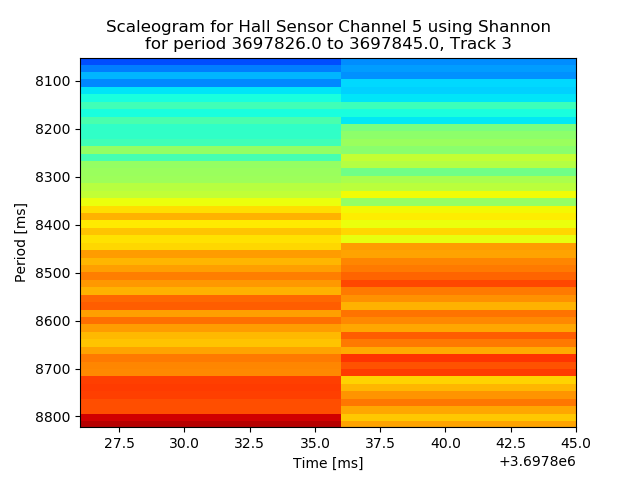 Scaleogram for Hall Sensor Channel 5 using Shannon
for period 3697826.0 to 3697845.0, Track 3
8100
8200
8300
8400
8500
8600
8700
8800
Period [ms]
27.5 30.0 32.5 35.0 37.5 40.0 42.5 45.0
Time [ms]
+3.6978e6